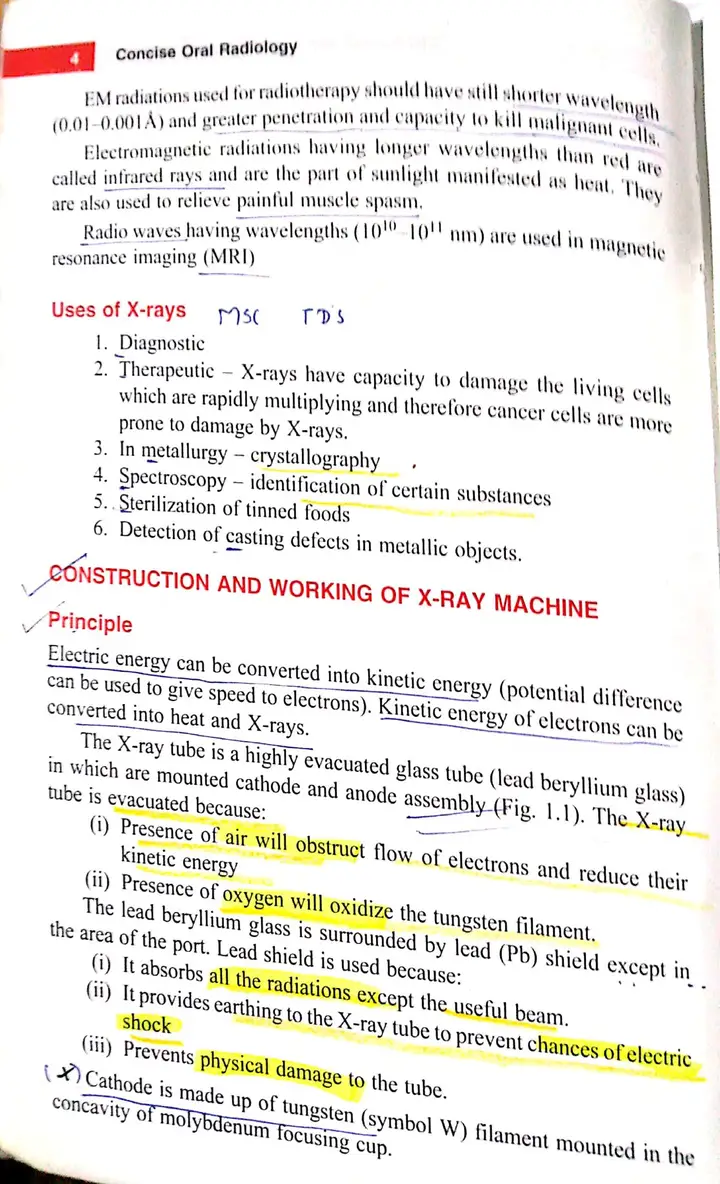 4 Concise Oral Radiology
EM radiations used for radiotherapy should have still shorter wavelength
(0.01–0.001 Å) and greater penetration and capacity to kill malignant cells.
Electromagnetic radiations having longer wavelengths than red are
called infrared rays and are the part of sunlight manifested as heat. They
are also used to relieve painful muscle spasm.
Radio waves having wavelengths (10¹⁰–10¹¹ nm) are used in magnetic
resonance imaging (MRI)
Uses of X-rays MSC TDS
1. Diagnostic
2. Therapeutic – X-rays have capacity to damage the living cells
which are rapidly multiplying and therefore cancer cells are more
prone to damage by X-rays.
3. In metallurgy – crystallography
4. Spectroscopy – identification of certain substances
5. Sterilization of tinned foods
6. Detection of casting defects in metallic objects.
CONSTRUCTION AND WORKING OF X-RAY MACHINE
Principle
Electric energy can be converted into kinetic energy (potential difference
can be used to give speed to electrons). Kinetic energy of electrons can be
converted into heat and X-rays.
The X-ray tube is a highly evacuated glass tube (lead beryllium glass)
in which are mounted cathode and anode assembly (Fig. 1.1). The X-ray
tube is evacuated because:
(i) Presence of air will obstruct flow of electrons and reduce their
kinetic energy
(ii) Presence of oxygen will oxidize the tungsten filament.
The lead beryllium glass is surrounded by lead (Pb) shield except in
the area of the port. Lead shield is used because:
(i) It absorbs all the radiations except the useful beam.
(ii) It provides earthing to the X-ray tube to prevent chances of electric
shock
(iii) Prevents physical damage to the tube.
(X) Cathode is made up of tungsten (symbol W) filament mounted in the
concavity of molybdenum focusing cup.